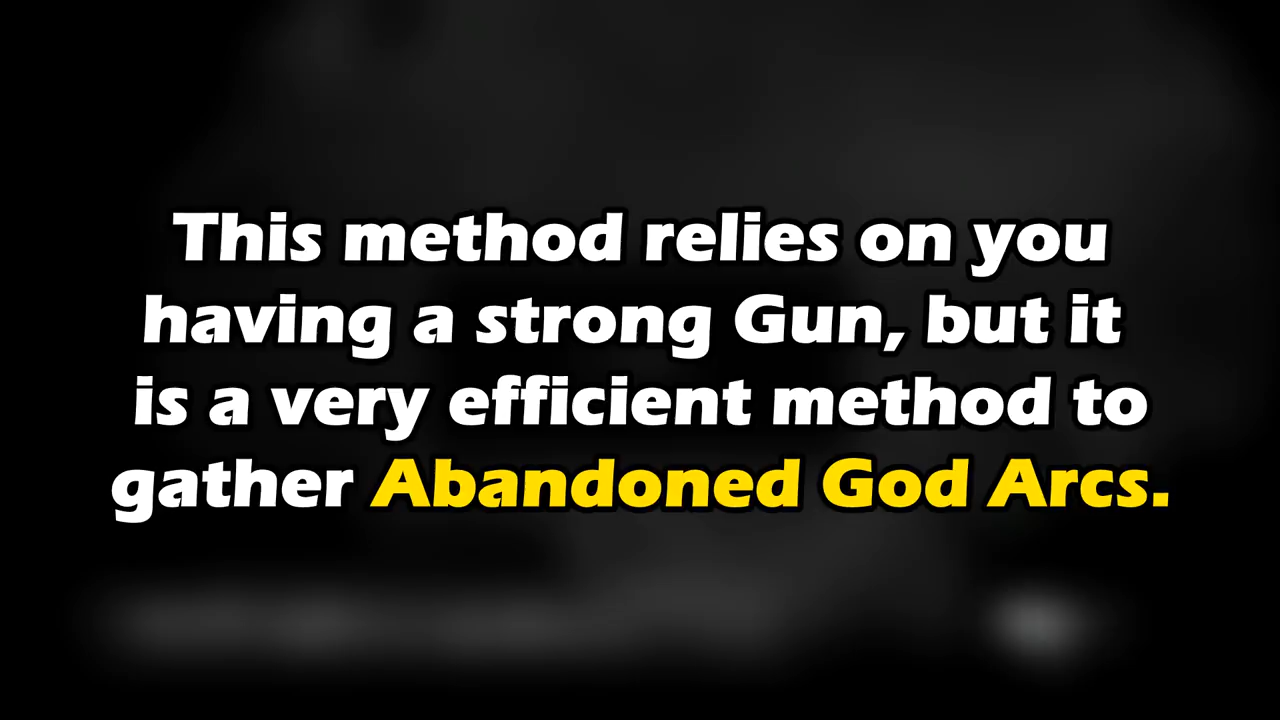 This method relies on you
having a strong Gun, but it
is a very efficient method to
gather Abandoned God Arcs.